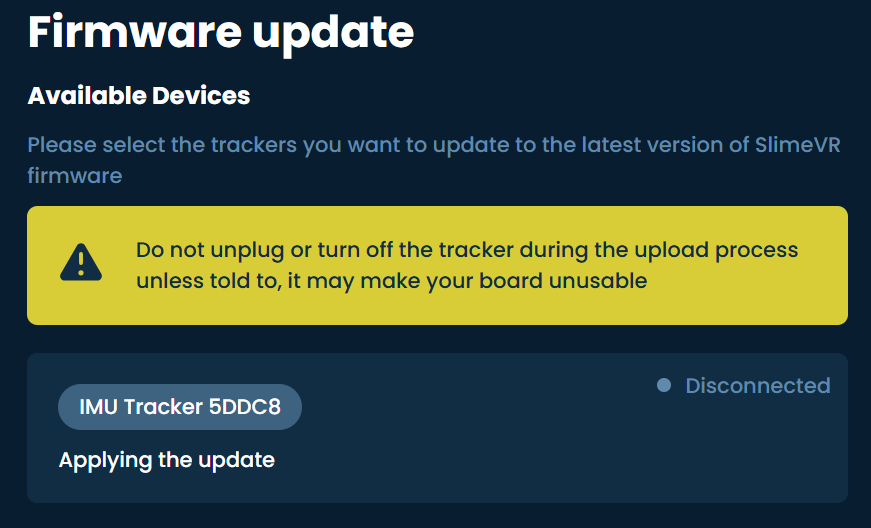 Firmware update
Available Devices
Please select the trackers you want to update to the latest version of SlimeVR
firmware
Do not unplug or turn off the tracker during the upload process
unless told to, it may make your board unusable
Disconnected
IMU Tracker 5DDC8
Applying the update